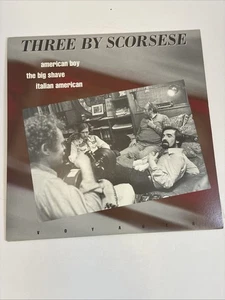 THREE BY SCORSESE
american boy
the big shave
italian american